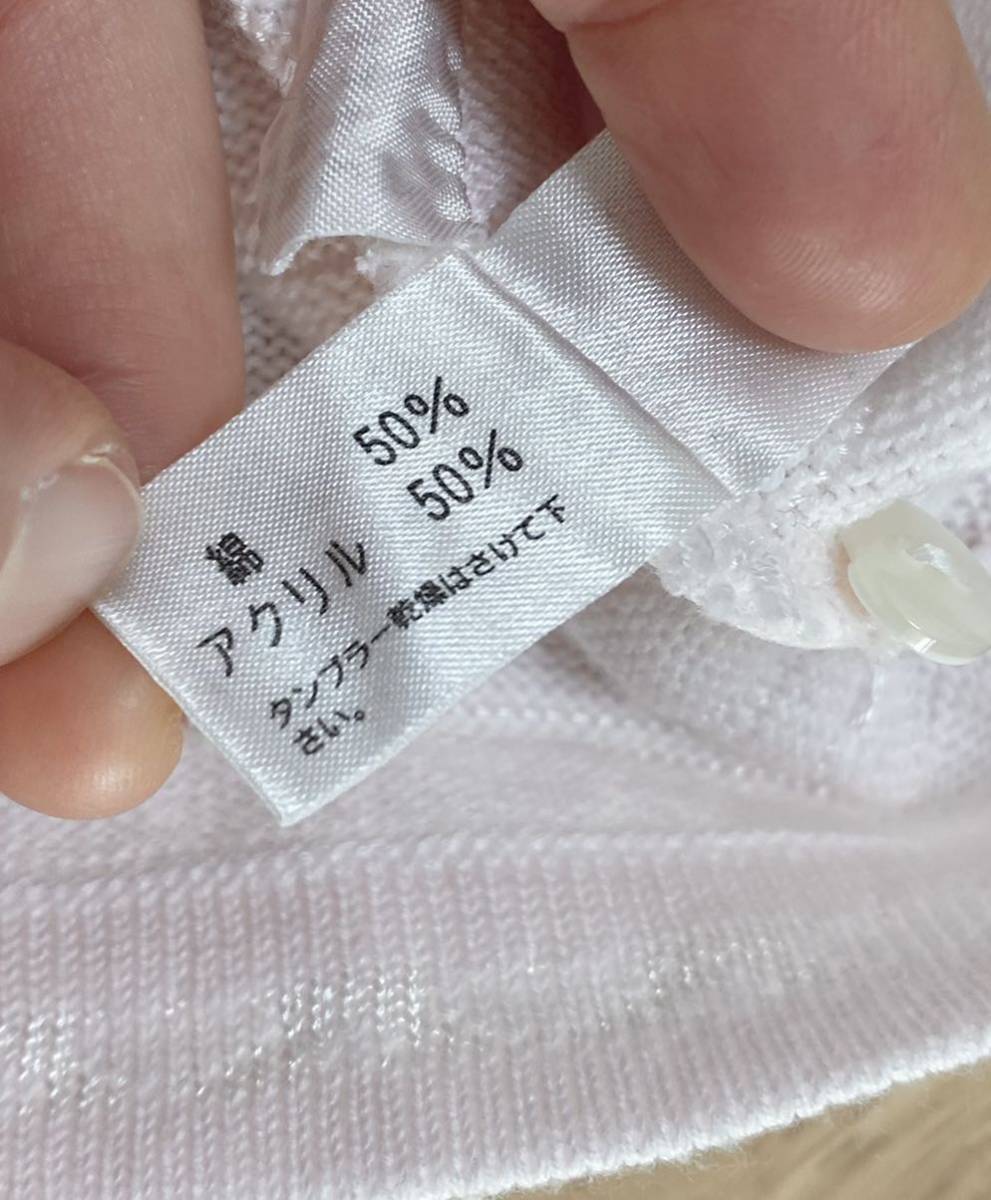 綿 50%
アクリル 50%
タンブラー乾燥はさけて下
さい。